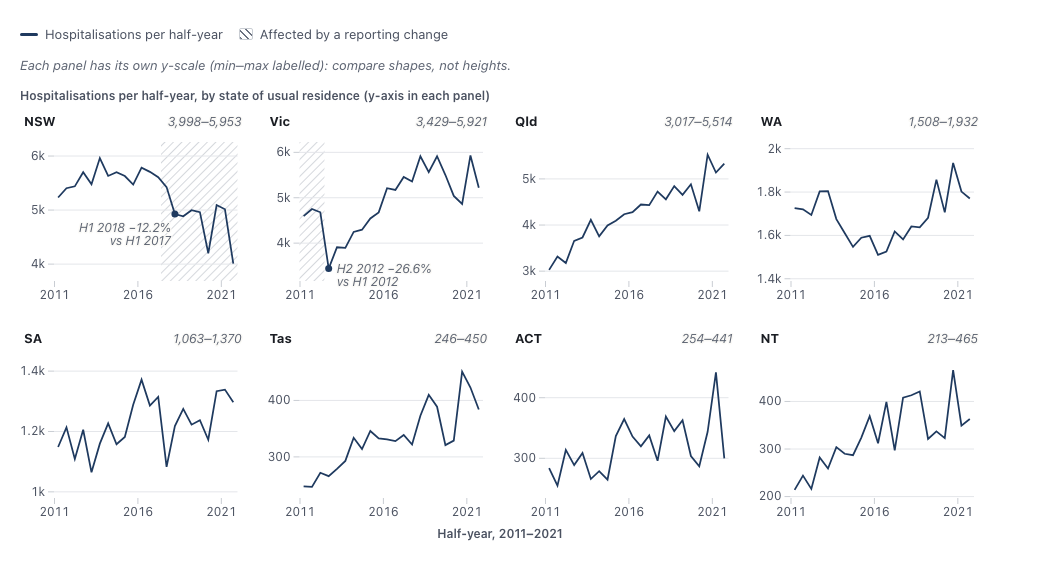 Hospitalisations per half-year Affected by a reporting change
Each panel has its own y-scale (min–max labelled): compare shapes, not heights.
Hospitalisations per half-year, by state of usual residence (y-axis in each panel)
NSW 3,998–5,953 Vic 3,429–5,921 Qld 3,017–5,514 WA 1,508–1,932
6k
5k
4k
H1 2018 −12.2%
vs H1 2017
2011 2016 2021
6k
5k
4k
H2 2012 −26.6%
vs H1 2012
2011 2016 2021
5k
4k
3k
2011 2016 2021
2k
1.8k
1.6k
1.4k
2011 2016 2021
SA 1,063–1,370 Tas 246–450 ACT 254–441 NT 213–465
1.4k
1.2k
1k
2011 2016 2021
400
300
2011 2016 2021
400
300
2011 2016 2021
400
300
200
2011 2016 2021
Half-year, 2011–2021